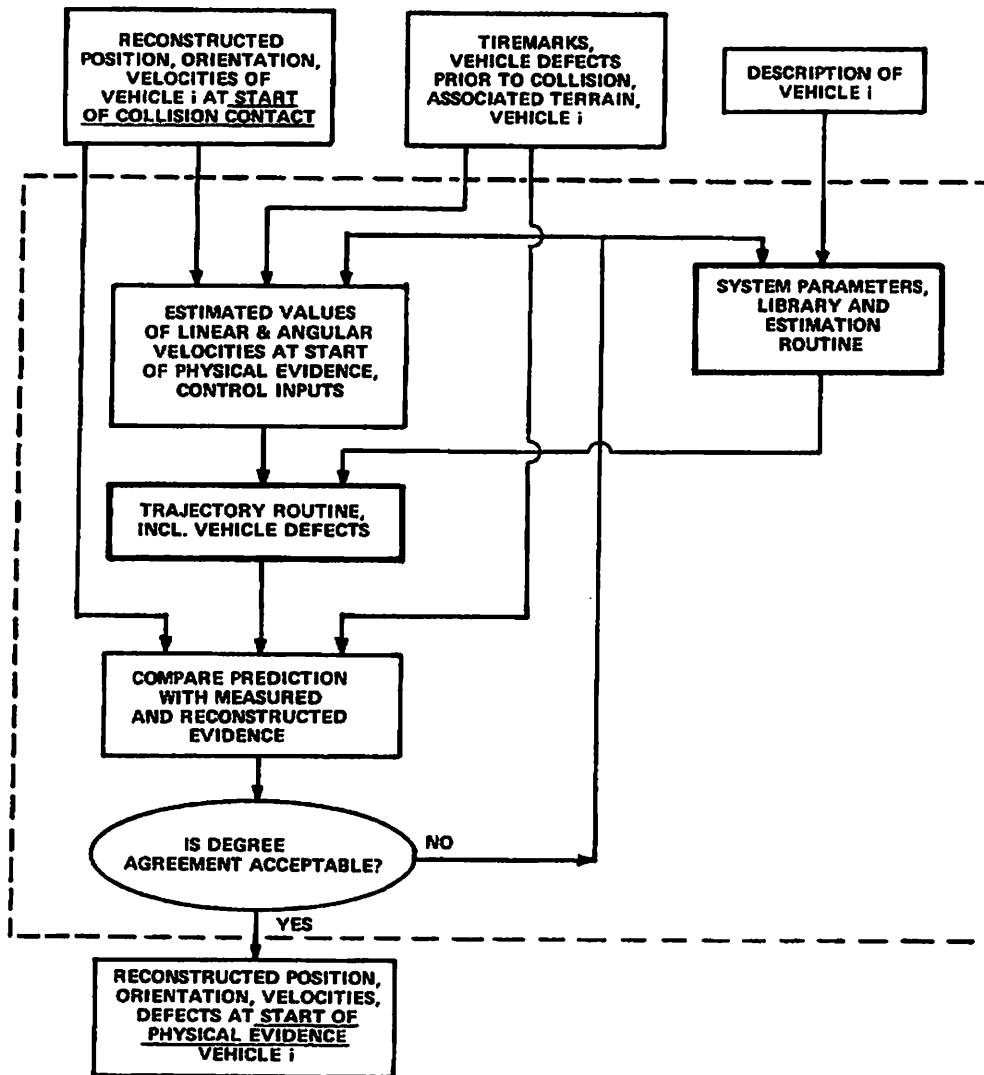 RECONSTRUCTED
POSITION, ORIENTATION,
VELOCITIES OF
VEHICLE i AT START
OF COLLISION CONTACT
TIREMARKS,
VEHICLE DEFECTS
PRIOR TO COLLISION,
ASSOCIATED TERRAIN,
VEHICLE i
DESCRIPTION OF
VEHICLE i
ESTIMATED VALUES
OF LINEAR & ANGULAR
VELOCITIES AT START
OF PHYSICAL EVIDENCE,
CONTROL INPUTS
SYSTEM PARAMETERS,
LIBRARY AND
ESTIMATION
ROUTINE
TRAJECTORY ROUTINE,
INCL. VEHICLE DEFECTS
COMPARE PREDICTION
WITH MEASURED
AND RECONSTRUCTED
EVIDENCE
IS DEGREE
AGREEMENT ACCEPTABLE?
NO
YES
RECONSTRUCTED POSITION,
ORIENTATION, VELOCITIES,
DEFECTS AT START OF
PHYSICAL EVIDENCE
VEHICLE i